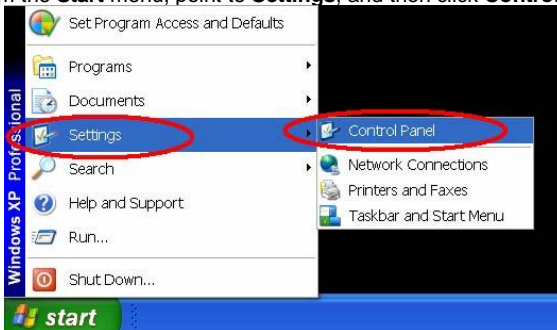 the Start menu, point to Settings, and then click Contro
Set Program Access and Defaults
Programs
Documents
Settings
Search
Help and Support
Run...
Shut Down...
Control Panel
Network Connections
Printers and Faxes
Taskbar and Start Menu
Windows XP Professional
start